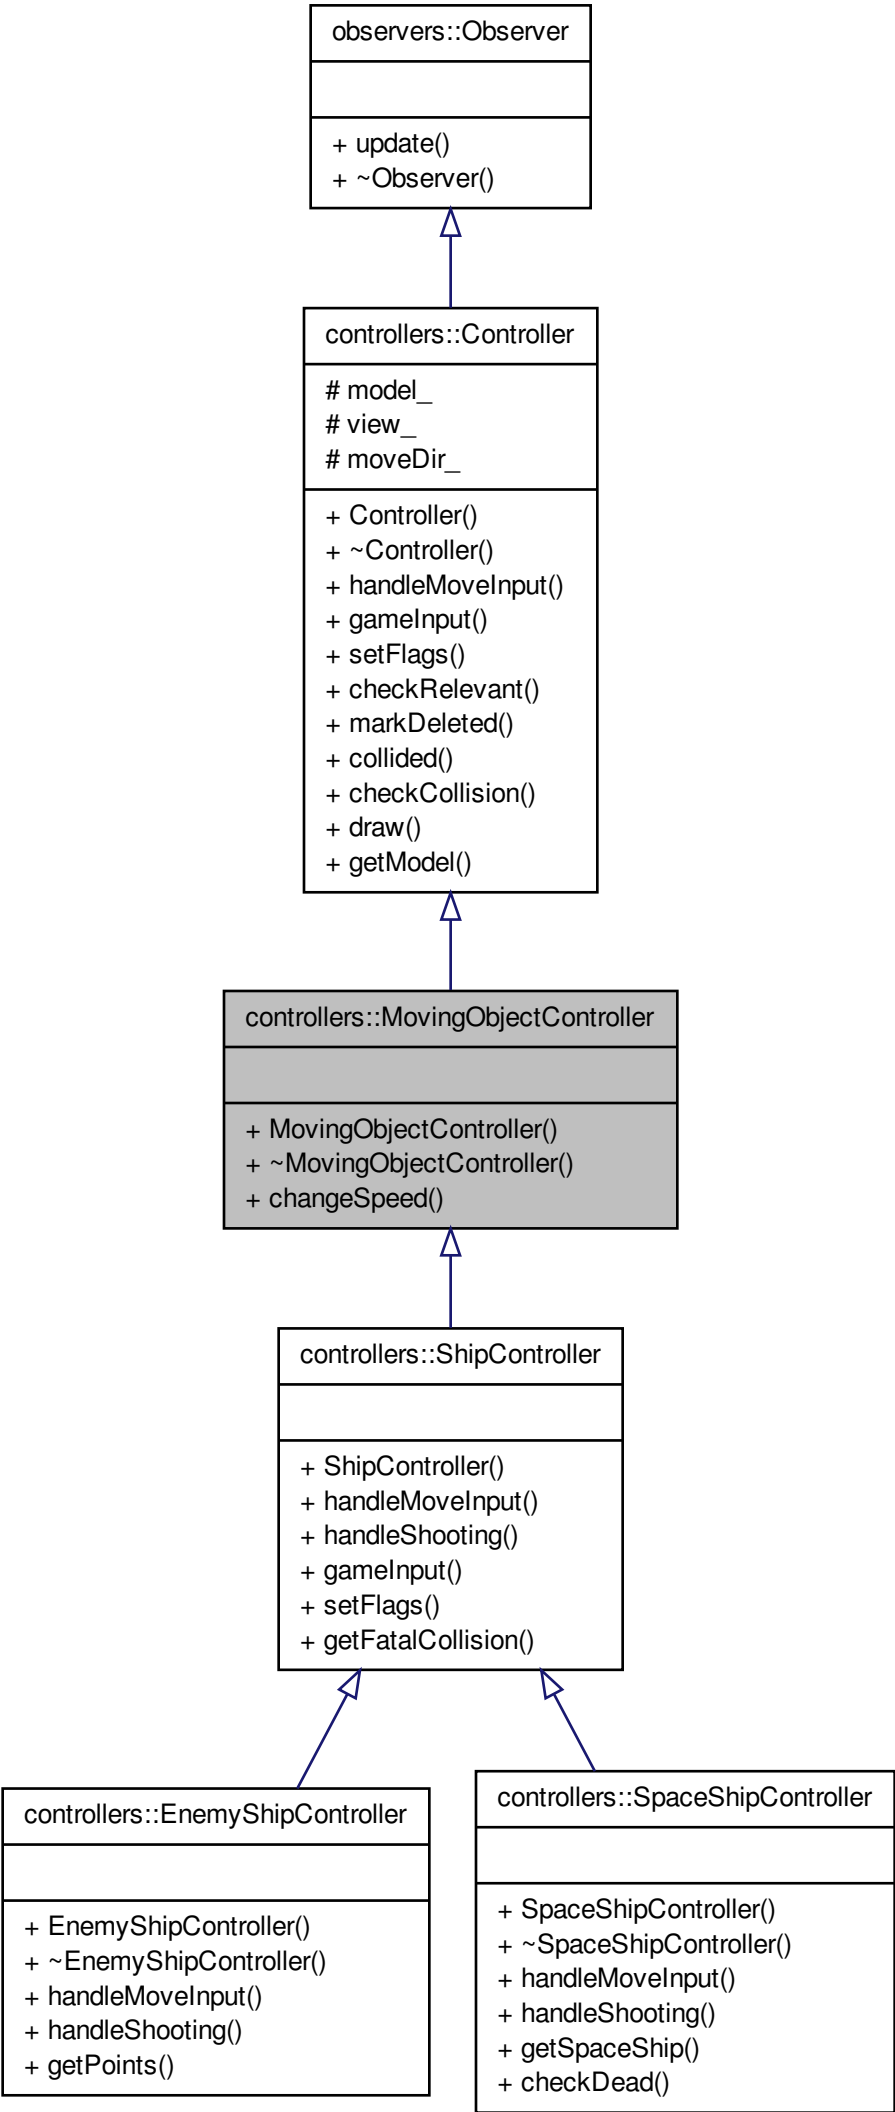 observers::Observer
+ update()
+ ~Observer()
controllers::Controller
# model_
# view_
# moveDir_
+ Controller()
+ ~Controller()
+ handleMoveInput()
+ gameInput()
+ setFlags()
+ checkRelevant()
+ markDeleted()
+ collided()
+ checkCollision()
+ draw()
+ getModel()
controllers::MovingObjectController
+ MovingObjectController()
+ ~MovingObjectController()
+ changeSpeed()
controllers::ShipController
+ ShipController()
+ handleMoveInput()
+ handleShooting()
+ gameInput()
+ setFlags()
+ getFatalCollision()
controllers::EnemyShipController
+ EnemyShipController()
+ ~EnemyShipController()
+ handleMoveInput()
+ handleShooting()
+ getPoints()
controllers::SpaceShipController
+ SpaceShipController()
+ ~SpaceShipController()
+ handleMoveInput()
+ handleShooting()
+ getSpaceShip()
+ checkDead()